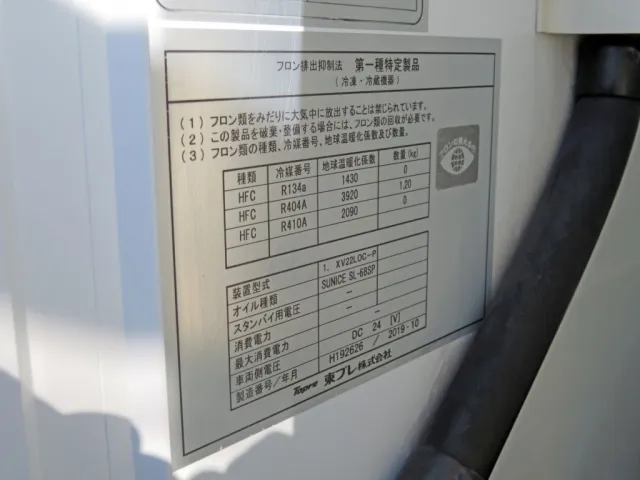 フロン排出抑制法 第一種特定製品
(冷凍・冷蔵機器)
(1) フロン類をみだりに大気中に放出することは禁じられています。
(2) この製品を破棄・整備する場合には、フロン類の回収が必要です。
(3) フロン類の種類、冷媒番号、地球温暖化係数及び数量。
種類 冷媒番号 地球温暖化係数 数量(kg)
HFC R134a 1430 0
HFC R404A 3920 1.20
HFC R410A 2090 0
装置型式 1. XV22LOC-P
オイル種類 SUNICE SL-68SP
スタンバイ用電圧 -
消費電力 -
最大消費電力 -
車両側電圧 DC 24 [V]
製造番号/年月 H192626 / 2019-10
Topre 東プレ株式会社